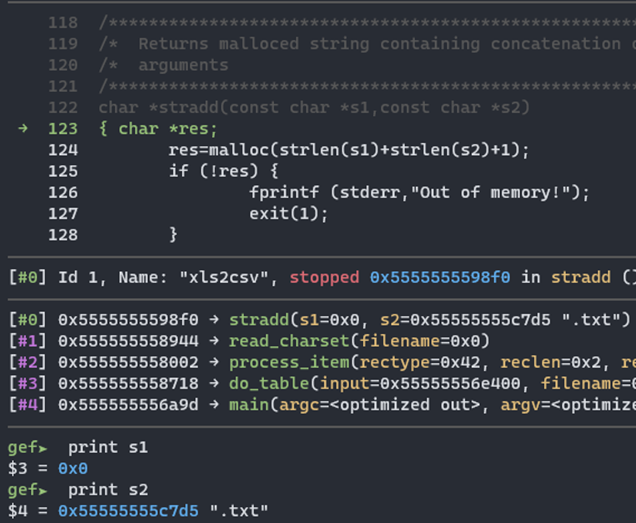 118 /*****************************************************
119 /* Returns malloced string containing concatenation
120 /* arguments
121 /*****************************************************
122 char *stradd(const char *s1,const char *s2)
→ 123 { char *res;
124 res=malloc(strlen(s1)+strlen(s2)+1);
125 if (!res) {
126 fprintf (stderr,"Out of memory!");
127 exit(1);
128 }
[#0] Id 1, Name: "xls2csv", stopped 0x5555555598f0 in stradd ()
[#0] 0x5555555598f0 → stradd(s1=0x0, s2=0x55555555c7d5 ".txt")
[#1] 0x555555558944 → read_charset(filename=0x0)
[#2] 0x555555558002 → process_item(rectype=0x42, reclen=0x2, re
[#3] 0x555555558718 → do_table(input=0x55555556e400, filename=0
[#4] 0x555555556a9d → main(argc=<optimized out>, argv=<optimize
gef➤ print s1
$3 = 0x0
gef➤ print s2
$4 = 0x55555555c7d5 ".txt"